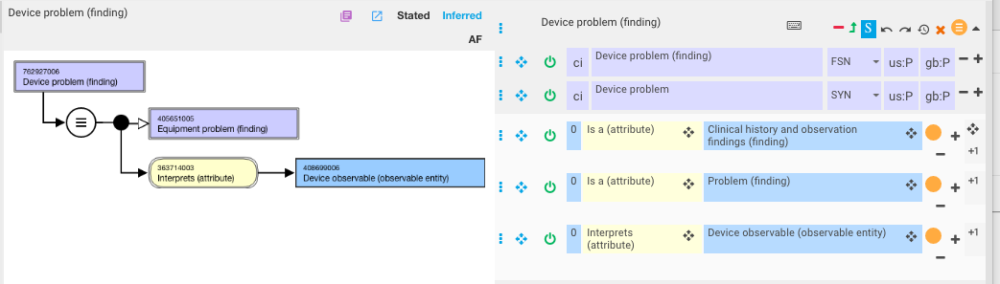 Device problem (finding)
Stated
Inferred
AF
762927006
Device problem (finding)
405651005
Equipment problem (finding)
363714003
Interprets (attribute)
408699006
Device observable (observable entity)
Device problem (finding)
S
ci
Device problem (finding)
FSN
us:P
gb:P
ci
Device problem
SYN
us:P
gb:P
0
Is a (attribute)
Clinical history and observation
findings (finding)
+1
0
Is a (attribute)
Problem (finding)
+1
0
Interprets
(attribute)
Device observable (observable entity)
+1